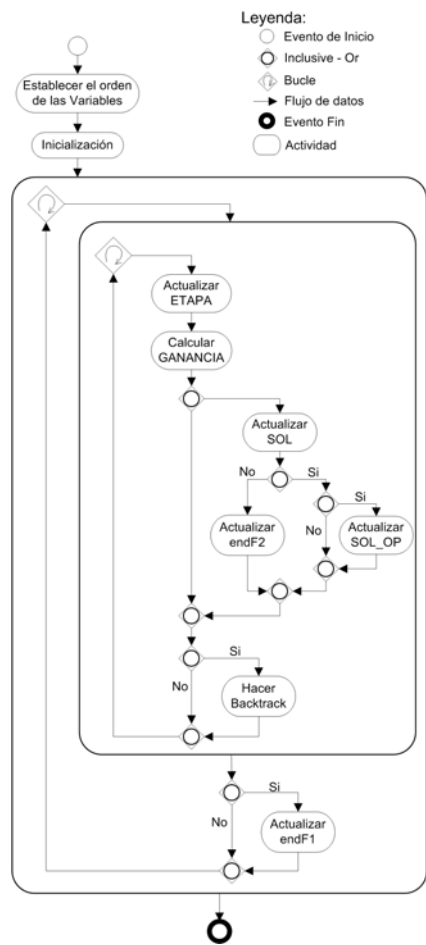 Leyenda:
Evento de Inicio
Inclusive - Or
Bucle
Flujo de datos
Evento Fin
Actividad
Establecer el orden
de las Variables
Inicialización
Actualizar
ETAPA
Calcular
GANANCIA
Actualizar
SOL
No
Si
Si
Actualizar
endF2
No
Actualizar
SOL_OP
Si
No
Hacer
Backtrack
Si
No
Actualizar
endF1